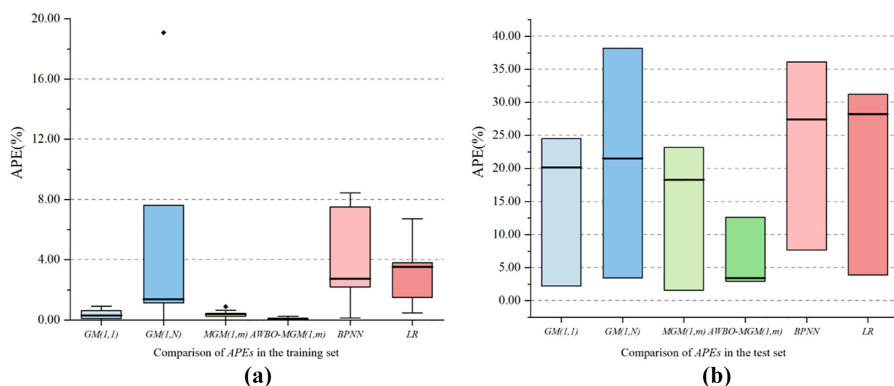 20.00
16.00
12.00
8.00
4.00
0.00
APE(%)
GM(1,1) GM(1,N) MGM(1,m) AWBO-MGM(1,m) BPNN LR
Comparison of APEs in the training set
(a)
40.00
35.00
30.00
25.00
20.00
15.00
10.00
5.00
0.00
APE(%)
GM(1,1) GM(1,N) MGM(1,m) AWBO-MGM(1,m) BPNN LR
Comparison of APEs in the test set
(b)